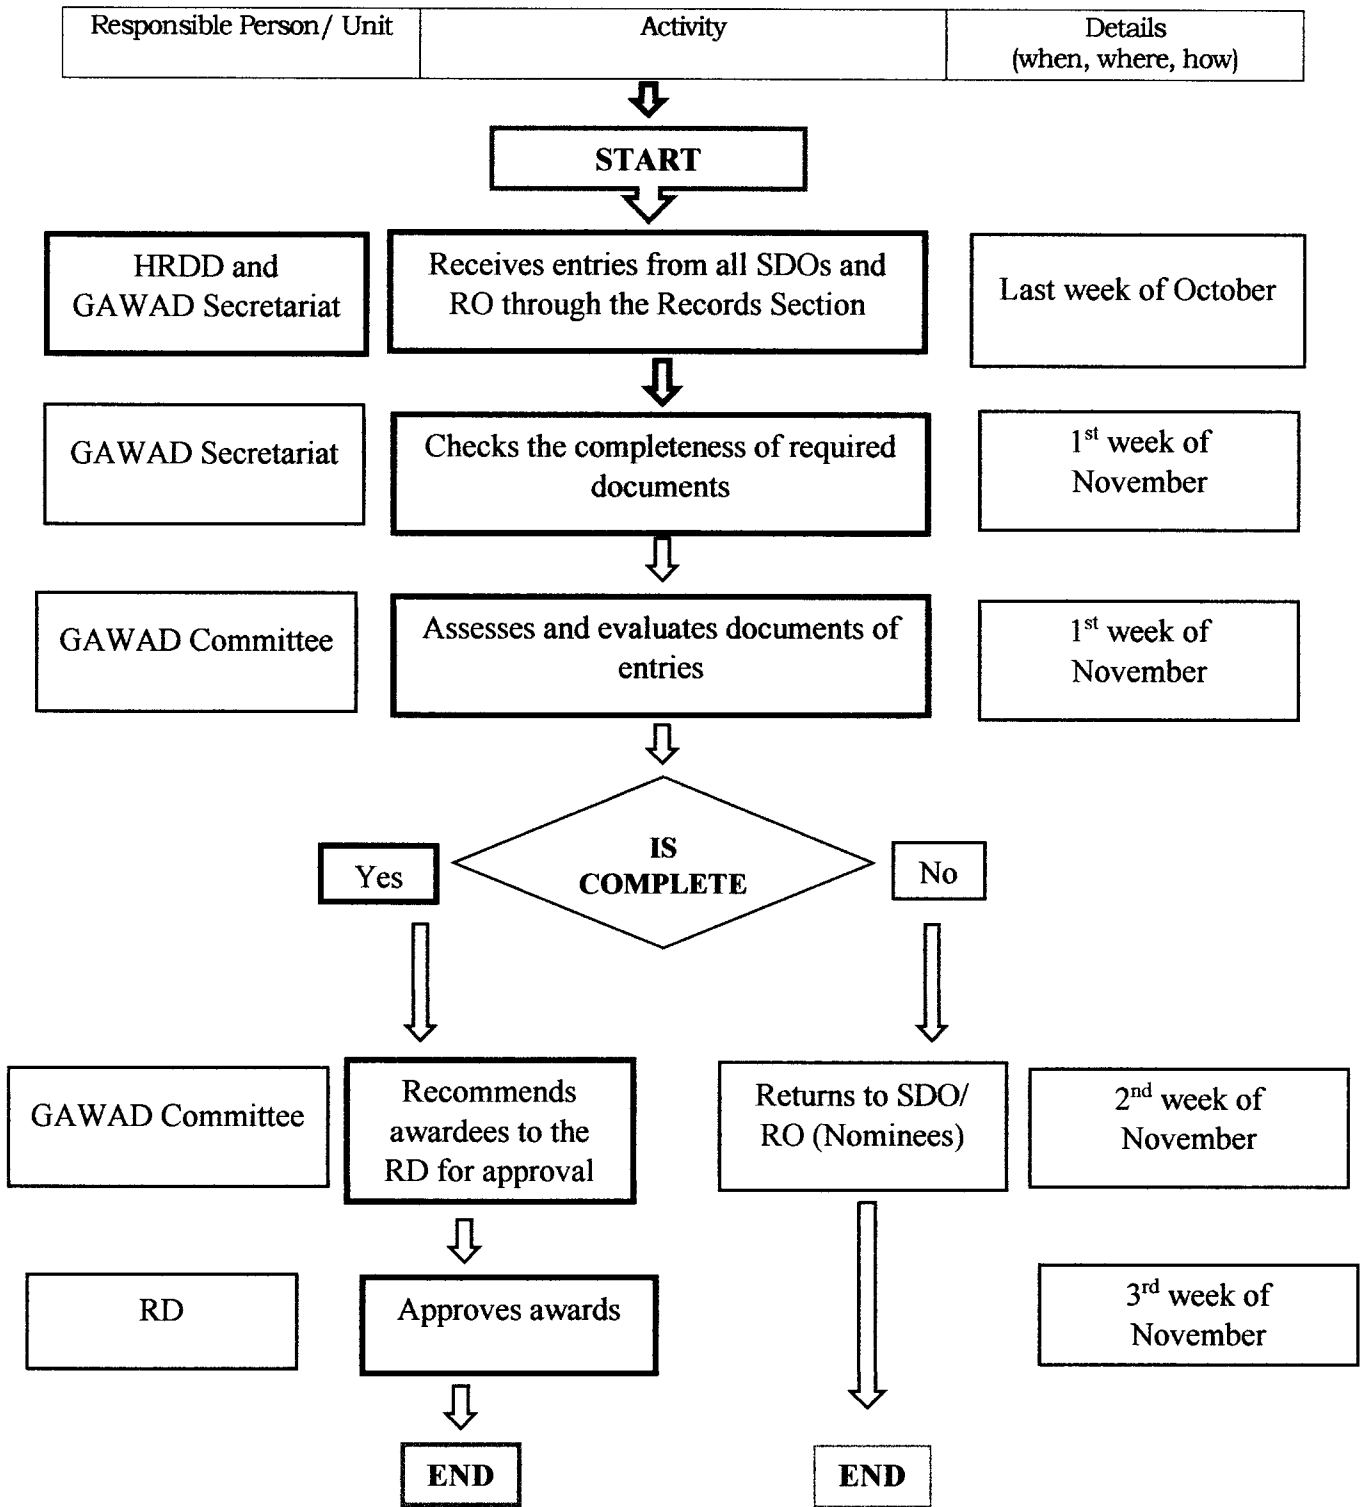 Responsible Person/ Unit
Activity
Details
(when, where, how)
START
HRDD and
GAWAD Secretariat
Receives entries from all SDOs and
RO through the Records Section
Last week of October
GAWAD Secretariat
Checks the completeness of required
documents
1st week of
November
GAWAD Committee
Assesses and evaluates documents of
entries
1st week of
November
IS
COMPLETE
Yes
No
GAWAD Committee
Recommends
awardees to the
RD for approval
Returns to SDO/
RO (Nominees)
2nd week of
November
RD
Approves awards
3rd week of
November
END
END